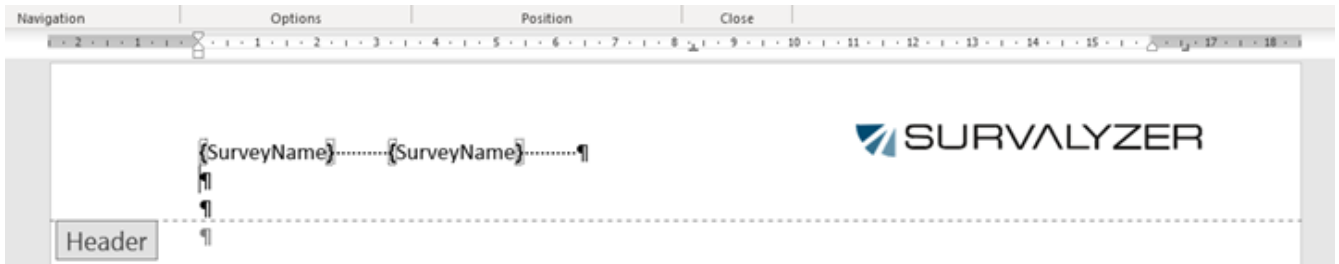 Navigation Options Position Close
2 1 1 2 3 4 5 6 7 8 9 10 11 12 13 14 15 17 18
SURVALYZER
{SurveyName}·········{SurveyName}··········¶
¶
¶
Header ¶